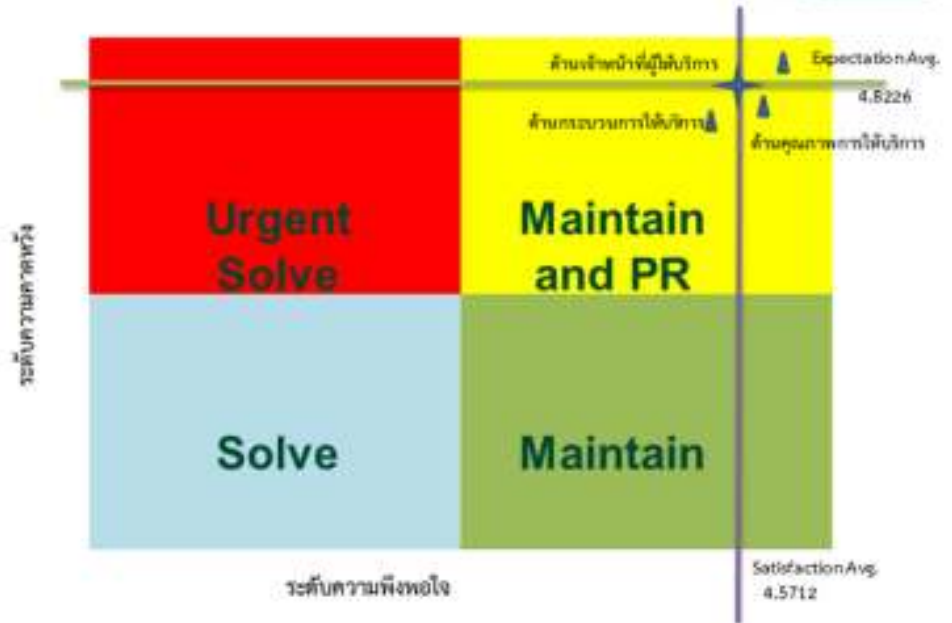 ด้านเจ้าหน้าที่ผู้ให้บริการ
Expectation Avg.
4.8226
ด้านกระบวนการให้บริการ
ด้านคุณภาพการให้บริการ
Urgent
Solve
Maintain
and PR
ระดับความคาดหวัง
Solve
Maintain
ระดับความพึงพอใจ
Satisfaction Avg.
4.5712